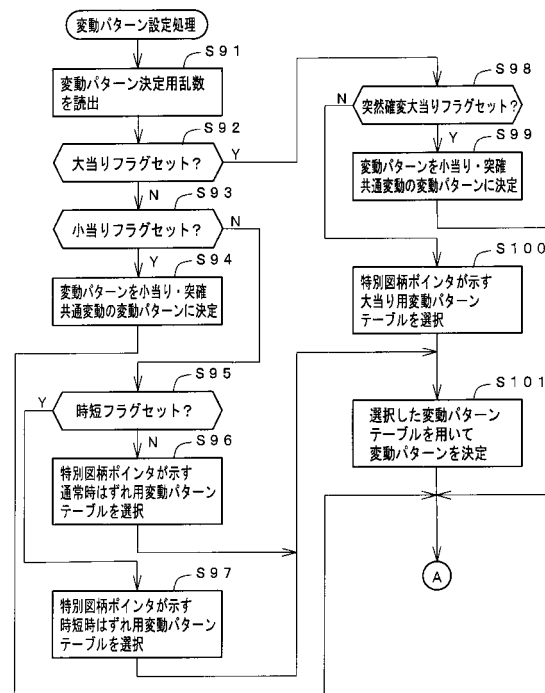 変動パターン設定処理
S91
変動パターン決定用乱数
を読出
S92
大当りフラグセット?
Y
N
S93
小当りフラグセット?
N
Y
S94
変動パターンを小当り・突確
共通変動の変動パターンに決定
S95
Y
時短フラグセット?
N
S96
特別図柄ポインタが示す
通常時はずれ用変動パターン
テーブルを選択
S97
特別図柄ポインタが示す
時短時はずれ用変動パターン
テーブルを選択
S98
N
突然確変大当りフラグセット?
Y
S99
変動パターンを小当り・突確
共通変動の変動パターンに決定
S100
特別図柄ポインタが示す
大当り用変動パターン
テーブルを選択
S101
選択した変動パターン
テーブルを用いて
変動パターンを決定
A